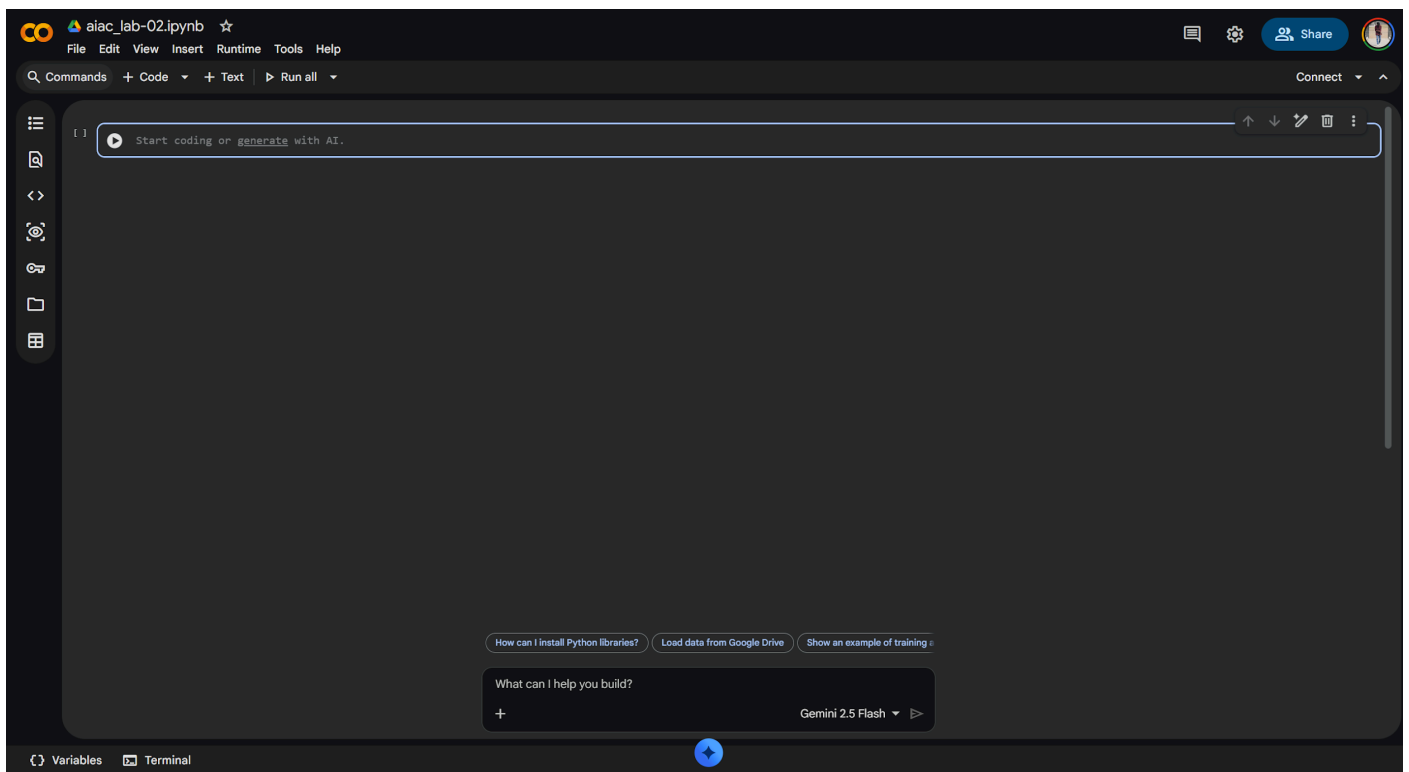 aiac_lab-02.ipynb
File Edit View Insert Runtime Tools Help
Share
Commands + Code + Text Run all
Connect
[ ]
Start coding or generate with AI.
How can I install Python libraries? Load data from Google Drive Show an example of training
What can I help you build?
+ Gemini 2.5 Flash
{} Variables Terminal